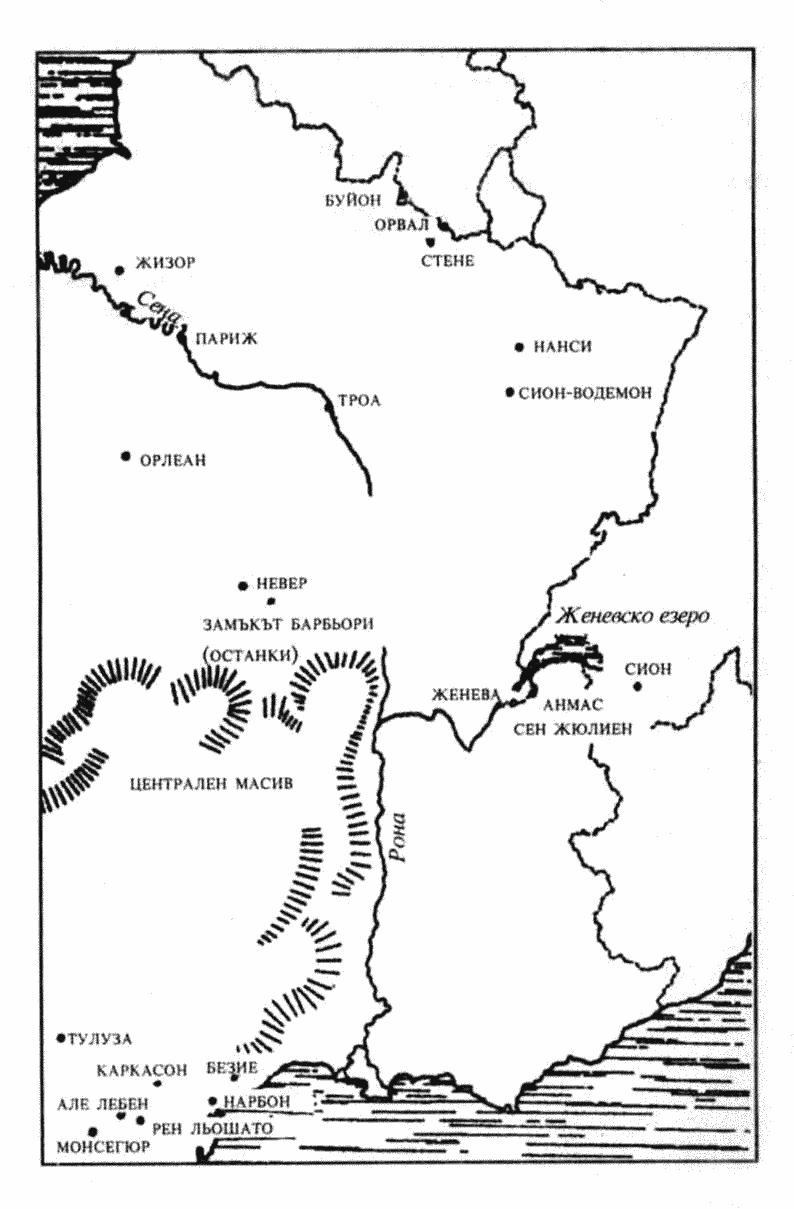 БУЙОН
ОРВАЛ
СТЕНЕ
ЖИЗОР
Сена
ПАРИЖ
НАНСИ
СИОН-ВОДЕМОН
ТРОА
ОРЛЕАН
НЕВЕР
ЗАМЪКЪТ БАРБЬОРИ
(ОСТАНКИ)
Женевско езеро
СИОН
ЖЕНЕВА
АНМАС
СЕН ЖЮЛИЕН
ЦЕНТРАЛЕН МАСИВ
Рона
ТУЛУЗА
КАРКАСОН
БЕЗИЕ
АЛЕ ЛЕБЕН
НАРБОН
РЕН ЛЬОШАТО
МОНСЕГЮР